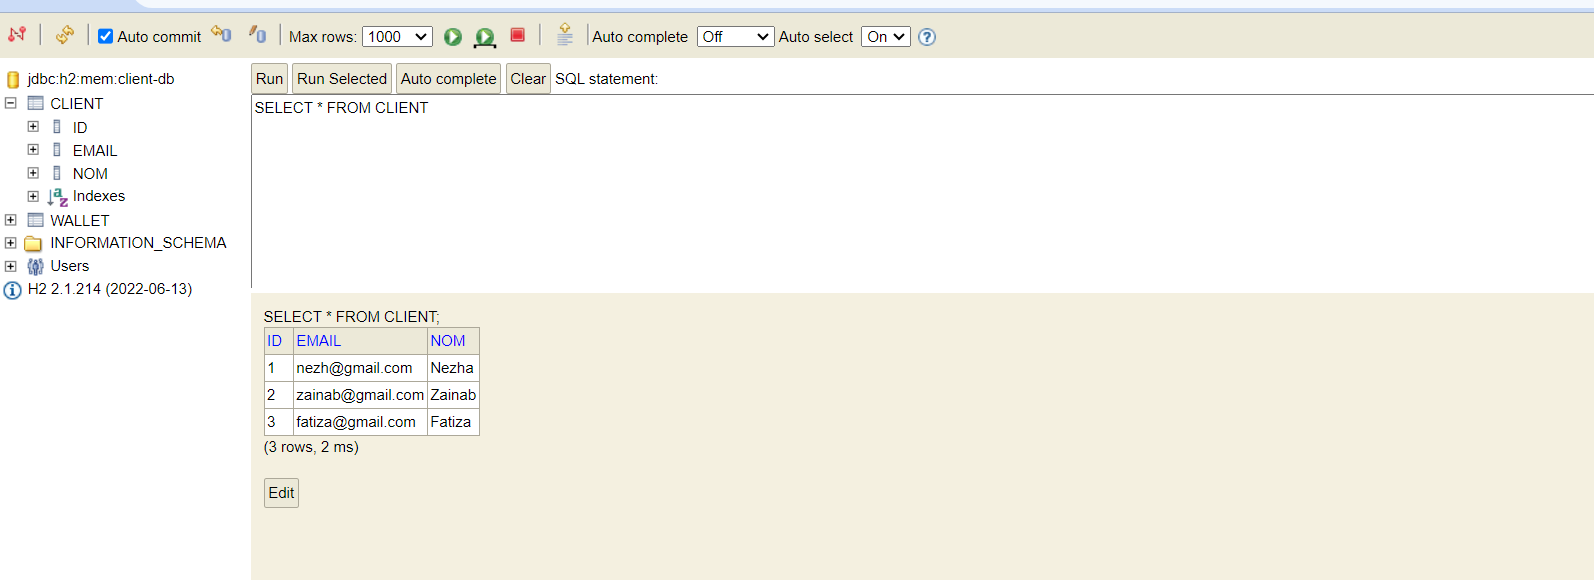 Auto commit Max rows: 1000 Auto complete Off Auto select On ?
jdbc:h2:mem:client-db
CLIENT
ID
EMAIL
NOM
Indexes
WALLET
INFORMATION_SCHEMA
Users
H2 2.1.214 (2022-06-13)
Run Run Selected Auto complete Clear SQL statement:
SELECT * FROM CLIENT
SELECT * FROM CLIENT;
ID EMAIL NOM
1 nezh@gmail.com Nezha
2 zainab@gmail.com Zainab
3 fatiza@gmail.com Fatiza
(3 rows, 2 ms)
Edit